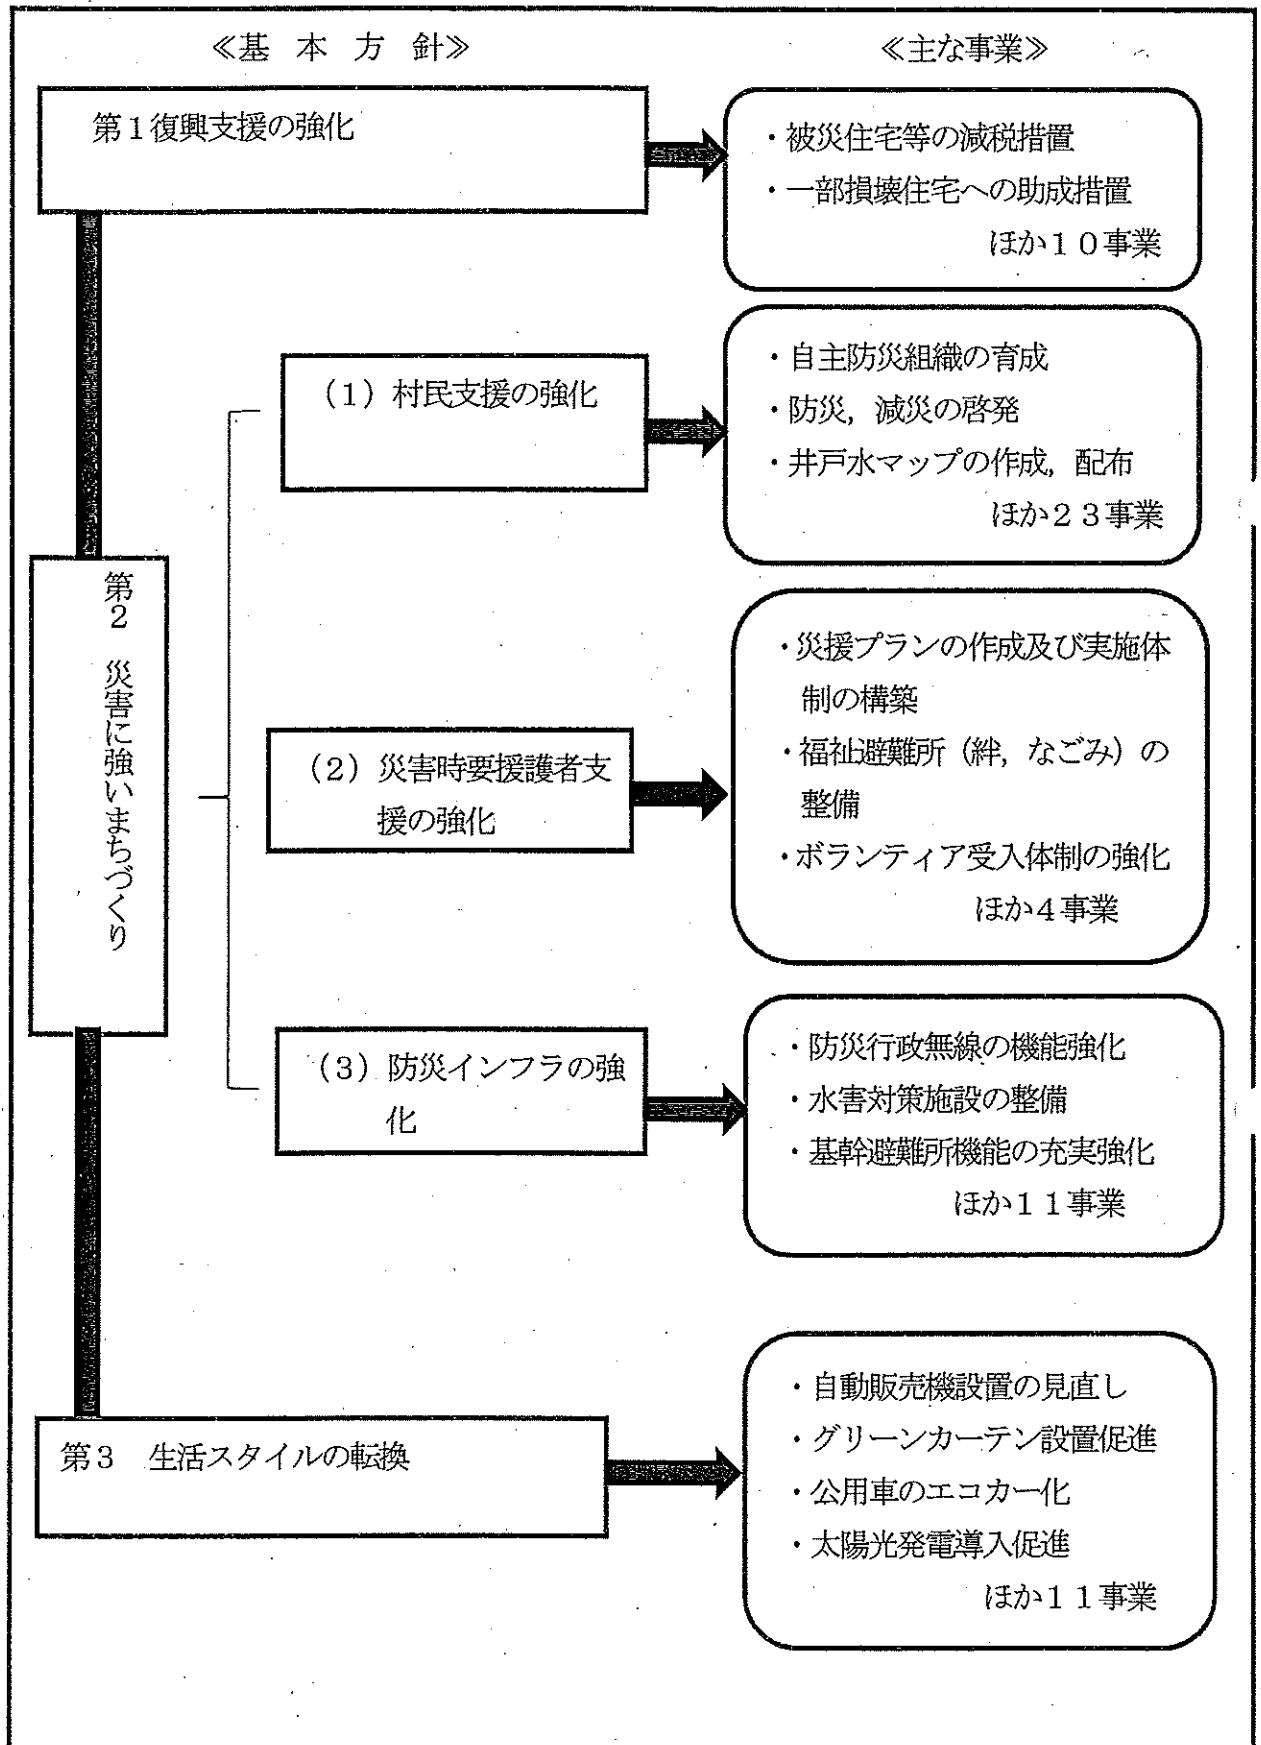 ≪基　本　方　針≫
≪主な事業≫
第１復興支援の強化
・被災住宅等の減税措置
・一部損壊住宅への助成措置
ほか１０事業
第２　災害に強いまちづくり
（１）村民支援の強化
・自主防災組織の育成
・防災，減災の啓発
・井戸水マップの作成，配布
ほか２３事業
（２）災害時要援護者支
援の強化
・災援プランの作成及び実施体
制の構築
・福祉避難所（絆，なごみ）の
整備
・ボランティア受入体制の強化
ほか４事業
（３）防災インフラの強
化
・防災行政無線の機能強化
・水害対策施設の整備
・基幹避難所機能の充実強化
ほか１１事業
第３　生活スタイルの転換
・自動販売機設置の見直し
・グリーンカーテン設置促進
・公用車のエコカー化
・太陽光発電導入促進
ほか１１事業